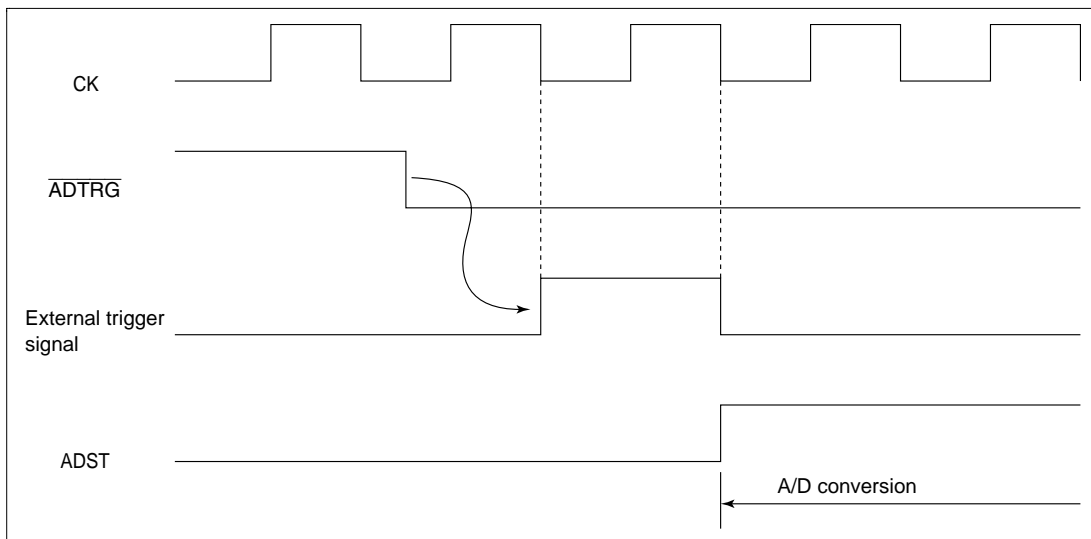 CK
ADTRG
External trigger
signal
ADST
A/D conversion